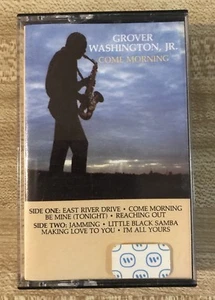 GROVER
WASHINGTON, JR.
COME MORNING
SIDE ONE: EAST RIVER DRIVE • COME MORNING
BE MINE (TONIGHT) • REACHING OUT
SIDE TWO: JAMMING • LITTLE BLACK SAMBA
MAKING LOVE TO YOU • I'M ALL YOURS